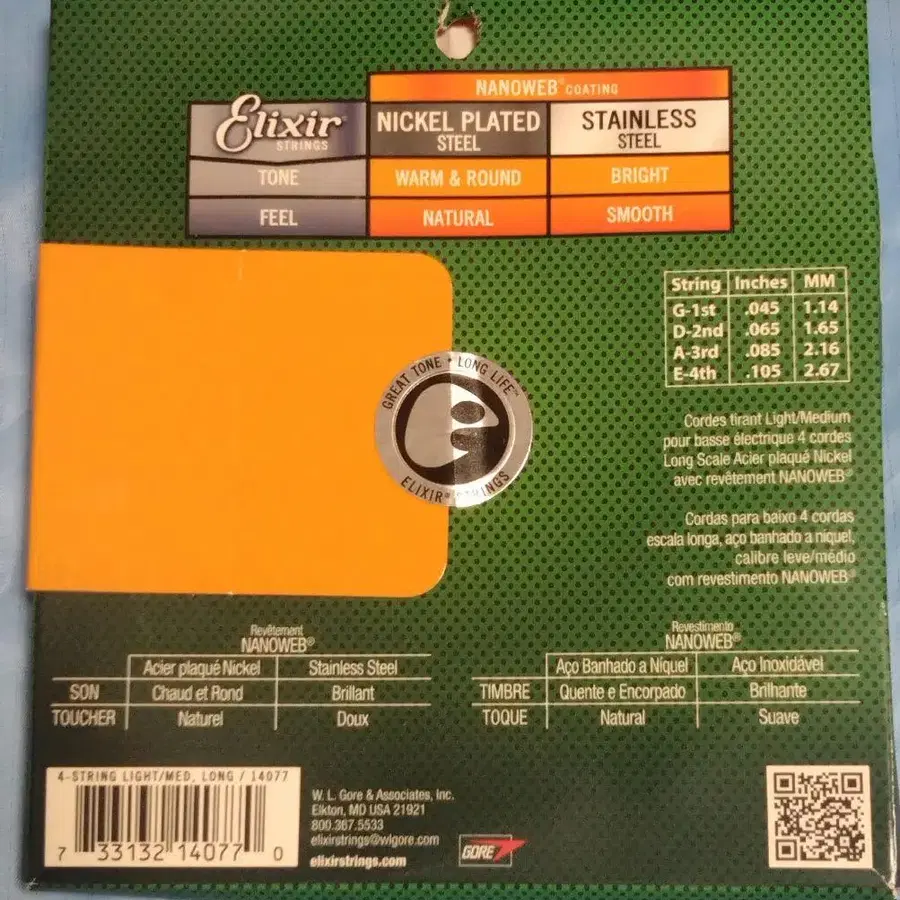 NANOWEB® COATING
Elixir® STRINGS
NICKEL PLATED STEEL
STAINLESS STEEL
TONE WARM & ROUND BRIGHT
FEEL NATURAL SMOOTH
String Inches MM
G-1st .045 1.14
D-2nd .065 1.65
A-3rd .085 2.16
E-4th .105 2.67
GREAT TONE • LONG LIFE™
ELIXIR® STRINGS
Cordes tirant Light/Medium
pour basse électrique 4 cordes
Long Scale Acier plaqué Nickel
avec revêtement NANOWEB®
Cordas para baixo 4 cordas
escala longa, aço banhado a níquel,
calibre leve/médio
com revestimento NANOWEB®
Revêtement
NANOWEB®
Acier plaqué Nickel Stainless Steel
SON Chaud et Rond Brillant
TOUCHER Naturel Doux
Revestimento
NANOWEB®
Aço Banhado a Níquel Aço Inoxidável
TIMBRE Quente e Encorpado Brilhante
TOQUE Natural Suave
4-STRING LIGHT/MED, LONG / 14077
7 33132 14077 0
W. L. Gore & Associates, Inc.
Elkton, MD USA 21921
800.367.5533
elixirstrings@wlgore.com
elixirstrings.com
GORE